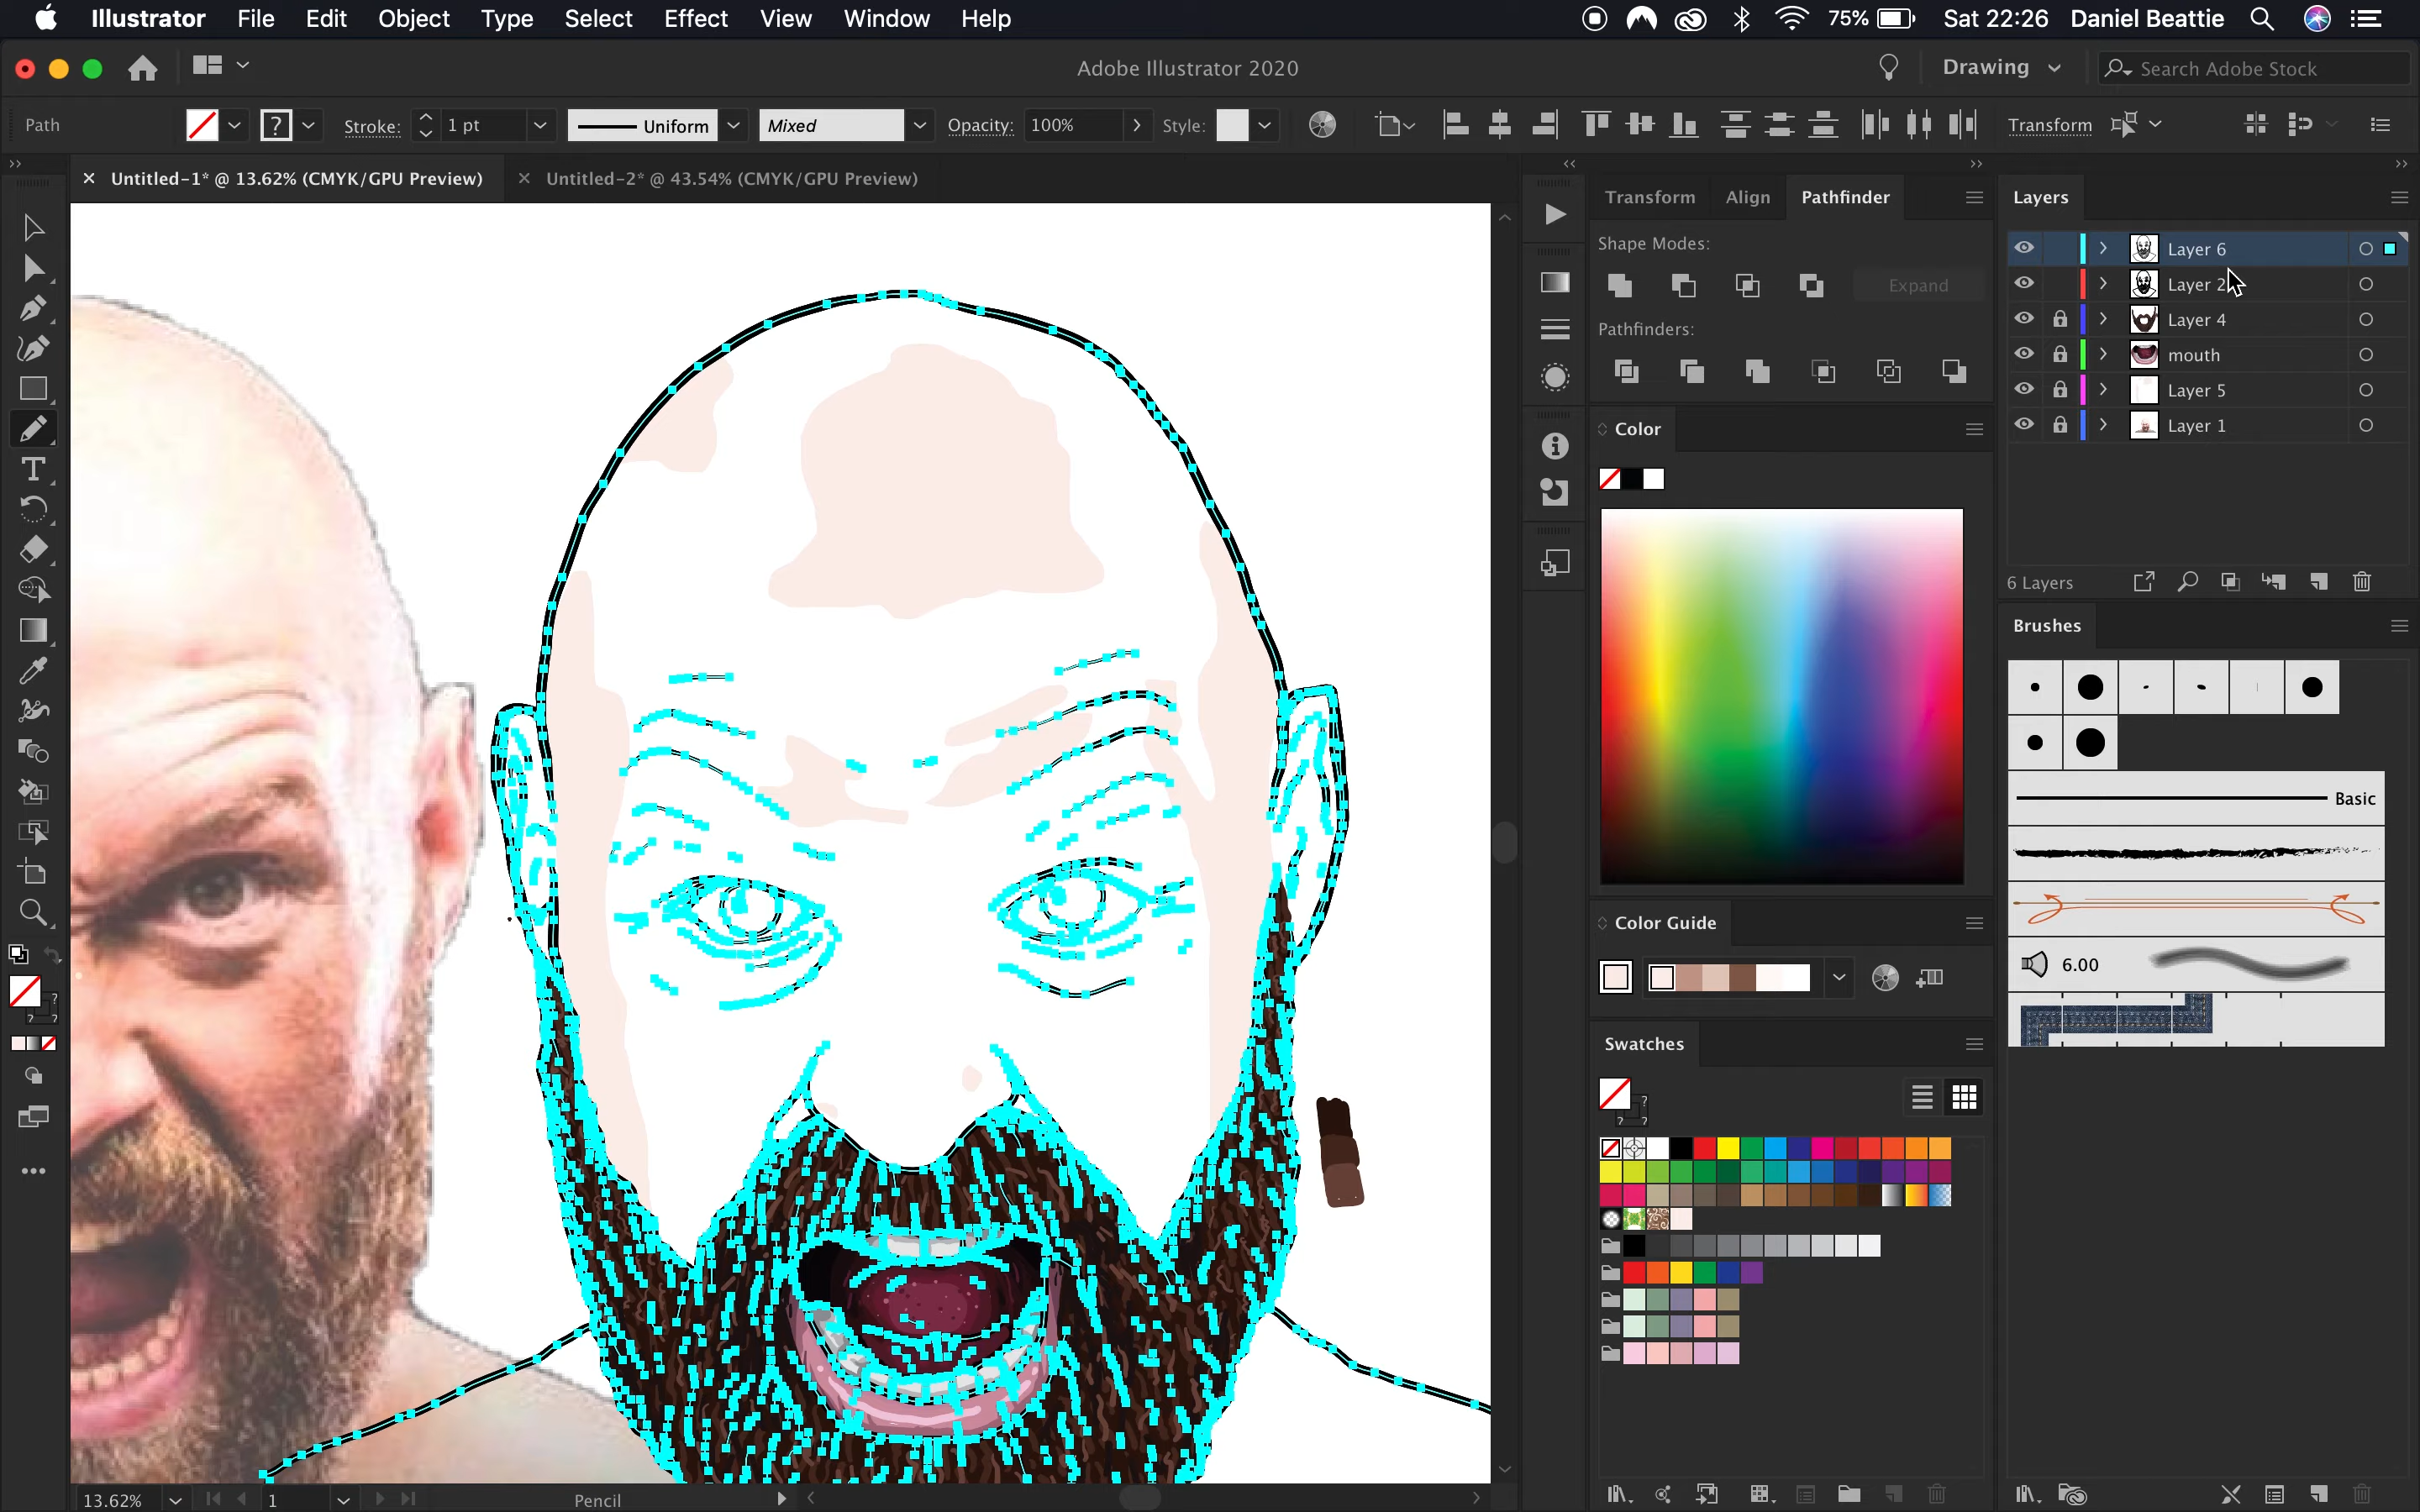 Illustrator File Edit Object Type Select Effect View Window Help 75% Sat 22:26 Daniel Beattie
Adobe Illustrator 2020 Drawing Search Adobe Stock
Path ? Stroke: 1 pt Uniform Mixed Opacity: 100% Style: Transform
Untitled-1* @ 13.62% (CMYK/GPU Preview) Untitled-2* @ 43.54% (CMYK/GPU Preview)
Transform Align Pathfinder
Shape Modes:
Expand
Pathfinders:
Color
Color Guide
Swatches
Layers
Layer 6
Layer 2
Layer 4
mouth
Layer 5
Layer 1
6 Layers
Brushes
Basic
6.00
13.62% 1 Pencil